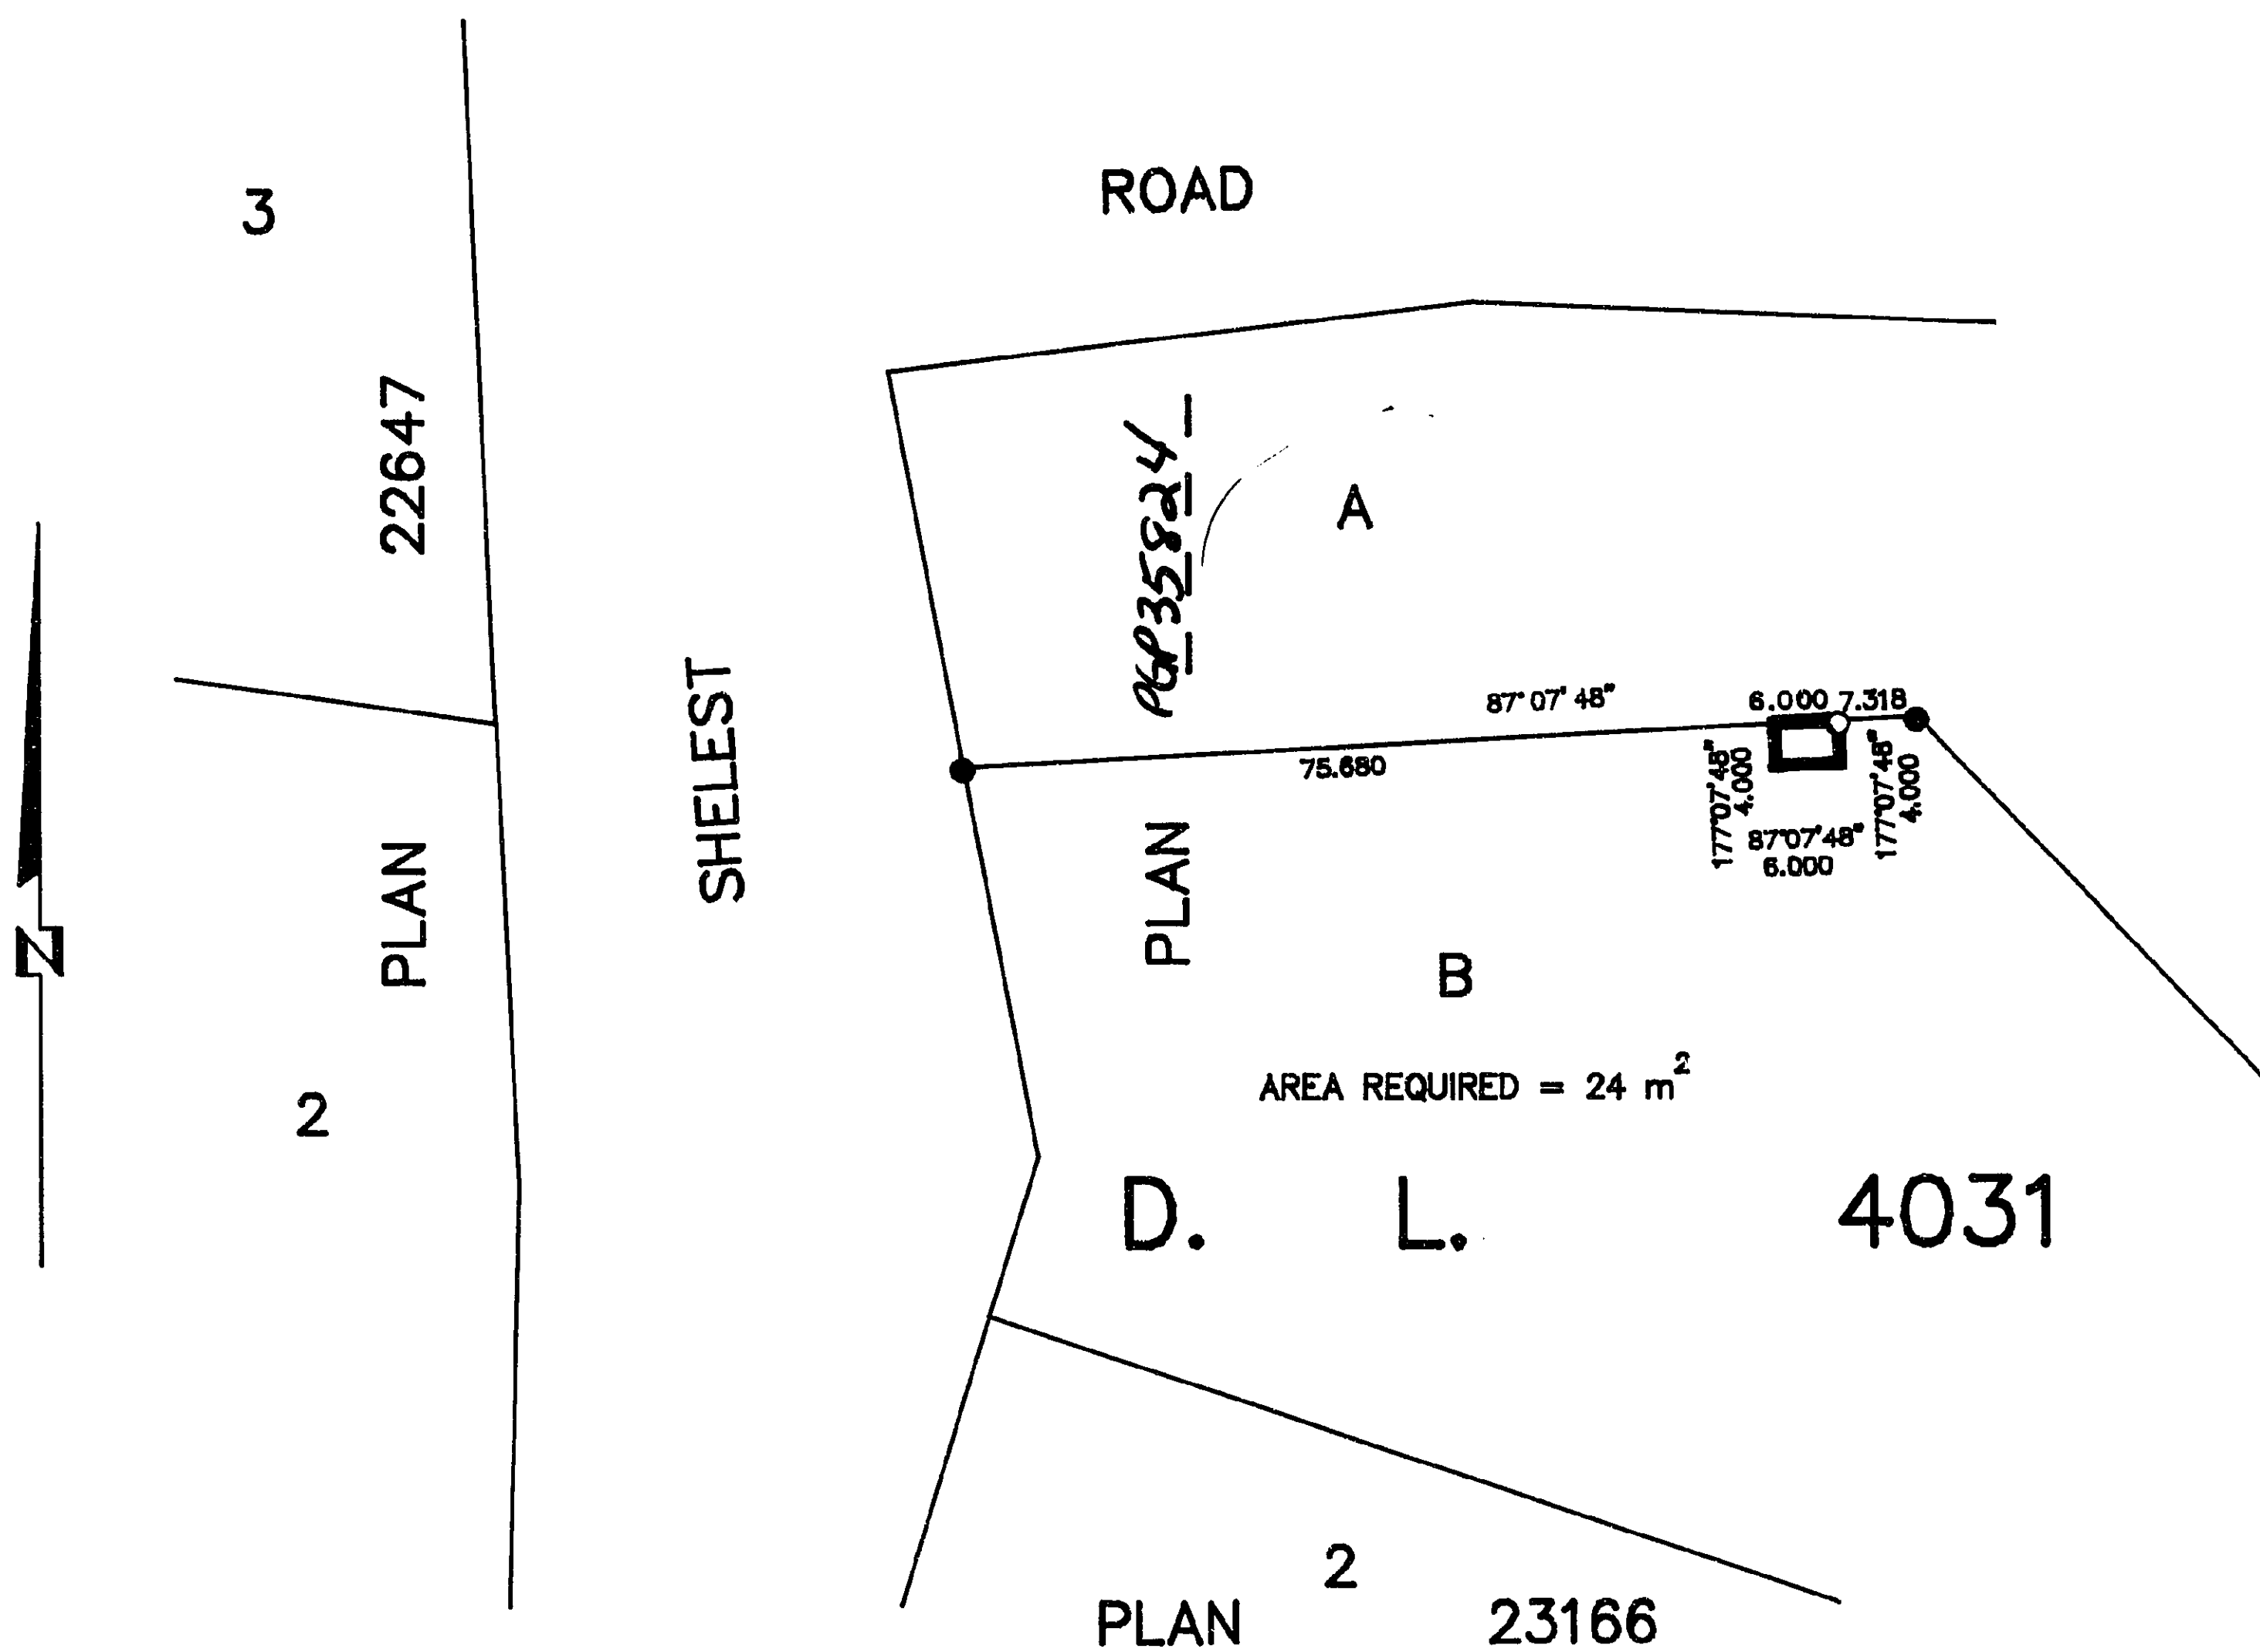 3
ROAD
PLAN 22647
SHELEST
PLAN PGP35824
A
87°07'48"
6.000 7.318
75.680
177°07'48"
4.000
177°07'48"
4.000
87°07'48"
6.000
N
B
AREA REQUIRED = 24 m²
2
D. L. 4031
2
PLAN 23166